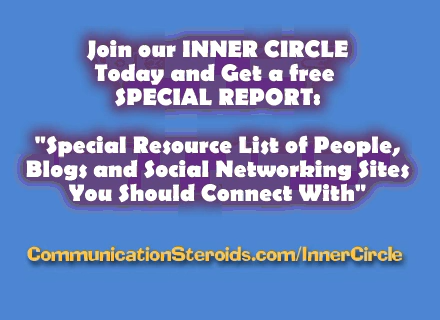 Join our INNER CIRCLE
Today and Get a free
SPECIAL REPORT:
"Special Resource List of People,
Blogs and Social Networking Sites
You Should Connect With"
CommunicationSteroids.com/InnerCircle